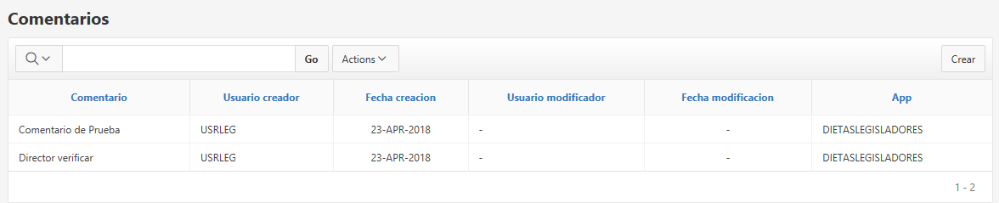 Comentarios
Go Actions Crear
Comentario Usuario creador Fecha creacion Usuario modificador Fecha modificacion App
Comentario de Prueba USRLEG 23-APR-2018 - - DIETASLEGISLADORES
Director verificar USRLEG 23-APR-2018 - - DIETASLEGISLADORES
1 - 2